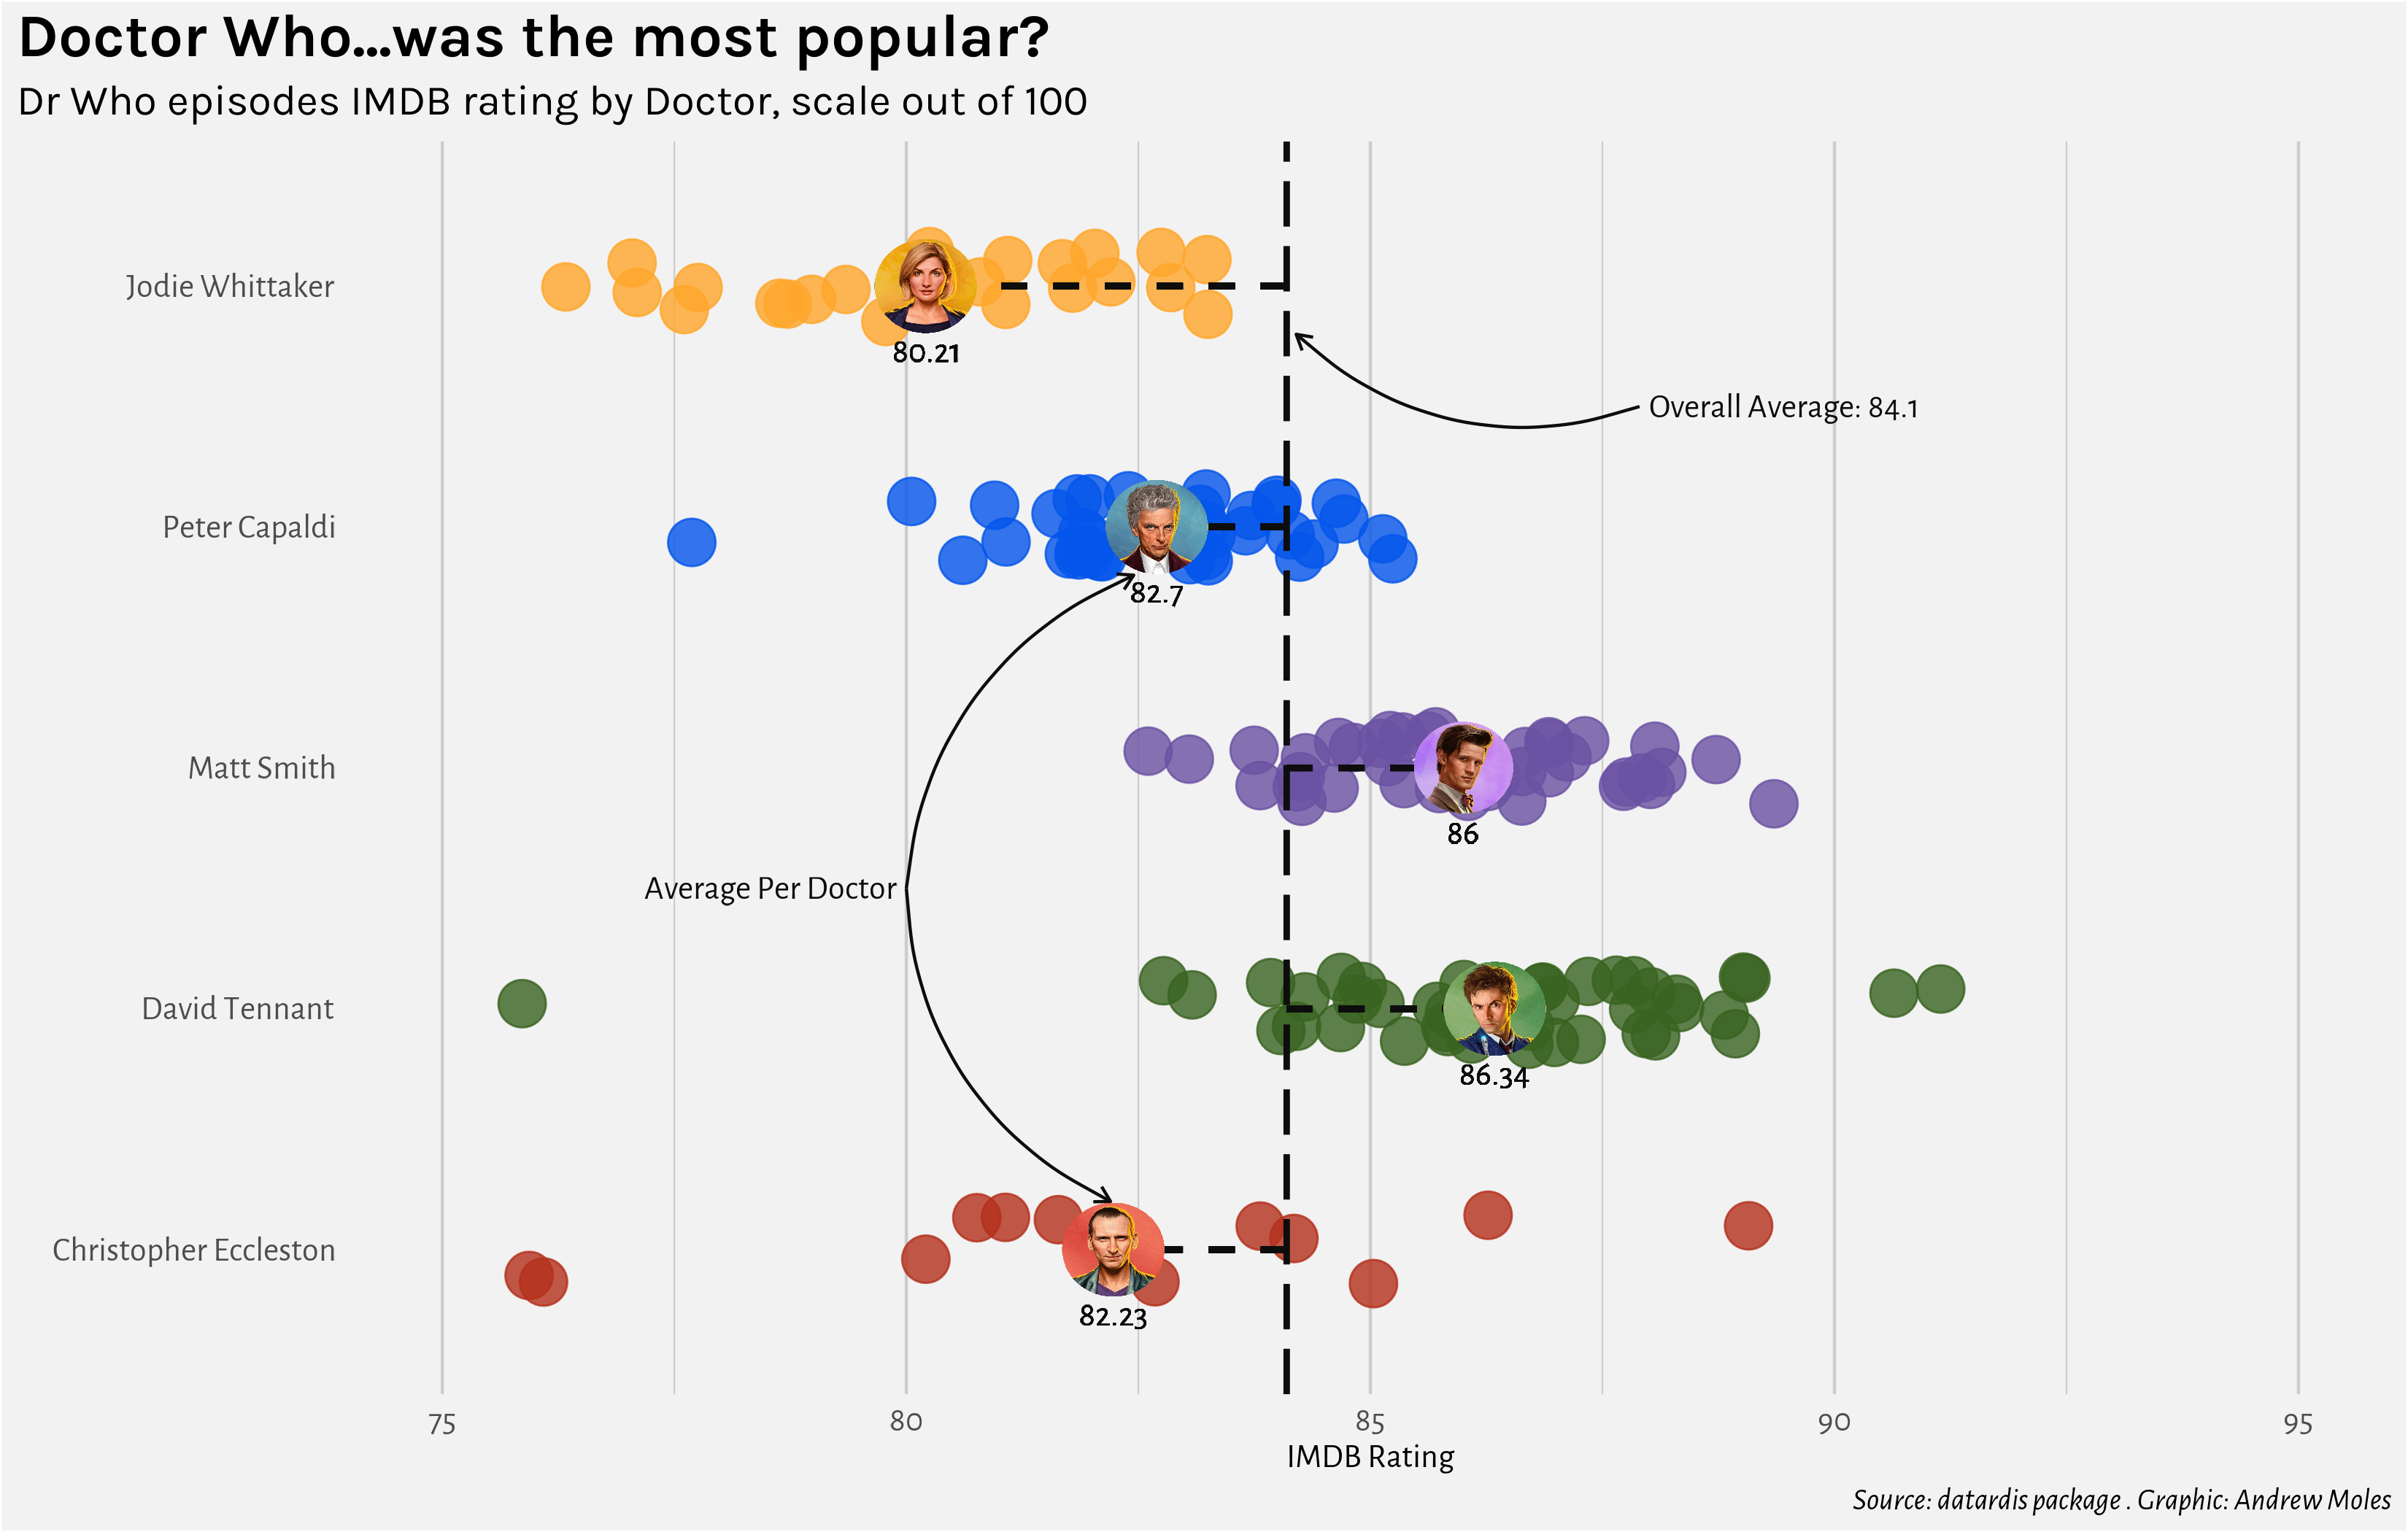 Doctor Who...was the most popular?
Dr Who episodes IMDB rating by Doctor, scale out of 100
Jodie Whittaker
80.21
Overall Average: 84.1
Peter Capaldi
82.7
Matt Smith
86
Average Per Doctor
David Tennant
86.34
Christopher Eccleston
82.23
75 80 85 90 95
IMDB Rating
Source: datardis package . Graphic: Andrew Moles